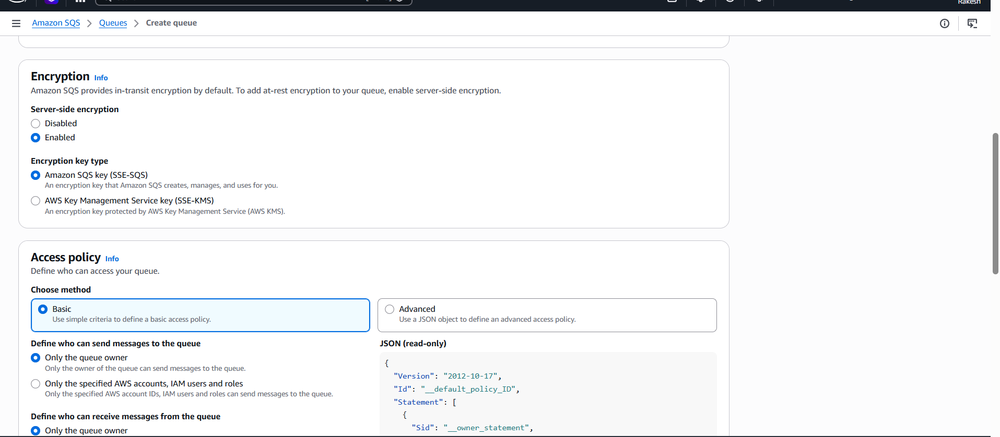 Rakesh
Amazon SQS
Queues
Create queue
Encryption Info
Amazon SQS provides in-transit encryption by default. To add at-rest encryption to your queue, enable server-side encryption.
Server-side encryption
Disabled
Enabled
Encryption key type
Amazon SQS key (SSE-SQS)
An encryption key that Amazon SQS creates, manages, and uses for you.
AWS Key Management Service key (SSE-KMS)
An encryption key protected by AWS Key Management Service (AWS KMS).
Access policy Info
Define who can access your queue.
Choose method
Basic
Use simple criteria to define a basic access policy.
Advanced
Use a JSON object to define an advanced access policy.
Define who can send messages to the queue
Only the queue owner
Only the owner of the queue can send messages to the queue.
Only the specified AWS accounts, IAM users and roles
Only the specified AWS account IDs, IAM users and roles can send messages to the queue.
Define who can receive messages from the queue
Only the queue owner
JSON (read-only)
{
"Version": "2012-10-17",
"Id": "__default_policy_ID",
"Statement": [
{
"Sid": "__owner_statement",